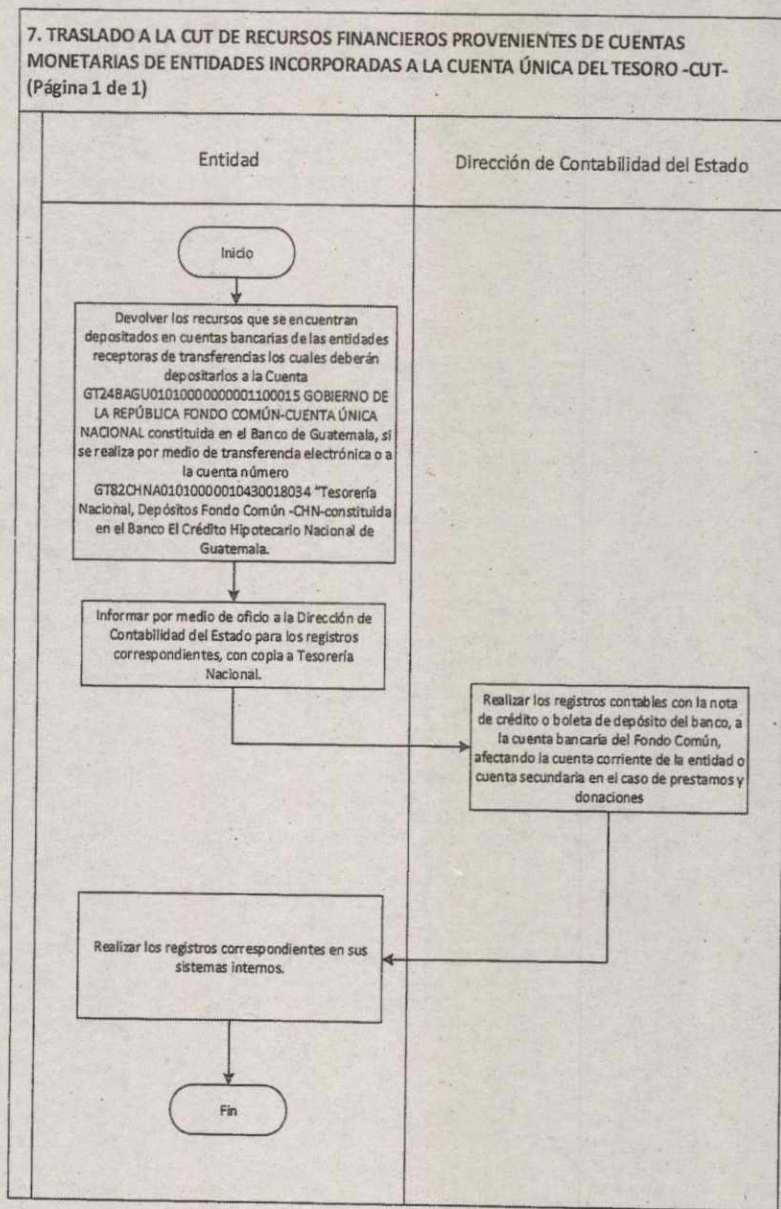 7. TRASLADO A LA CUT DE RECURSOS FINANCIEROS PROVENIENTES DE CUENTAS
MONETARIAS DE ENTIDADES INCORPORADAS A LA CUENTA ÚNICA DEL TESORO -CUT-
(Página 1 de 1)
Entidad
Dirección de Contabilidad del Estado
Inicio
Devolver los recursos que se encuentran
depositados en cuentas bancarias de las entidades
receptoras de transferencias los cuales deberán
depositarlos a la Cuenta
GT24BAGU01010000000001100015 GOBIERNO DE
LA REPÚBLICA FONDO COMÚN-CUENTA ÚNICA
NACIONAL constituida en el Banco de Guatemala, si
se realiza por medio de transferencia electrónica o a
la cuenta número
GT82CHNA01010000010430018034 "Tesorería
Nacional, Depósitos Fondo Común -CHN-constituida
en el Banco El Crédito Hipotecario Nacional de
Guatemala.
Informar por medio de oficio a la Dirección de
Contabilidad del Estado para los registros
correspondientes, con copia a Tesorería
Nacional.
Realizar los registros contables con la nota
de crédito o boleta de depósito del banco, a
la cuenta bancaria del Fondo Común,
afectando la cuenta corriente de la entidad o
cuenta secundaria en el caso de prestamos y
donaciones
Realizar los registros correspondientes en sus
sistemas internos.
Fin